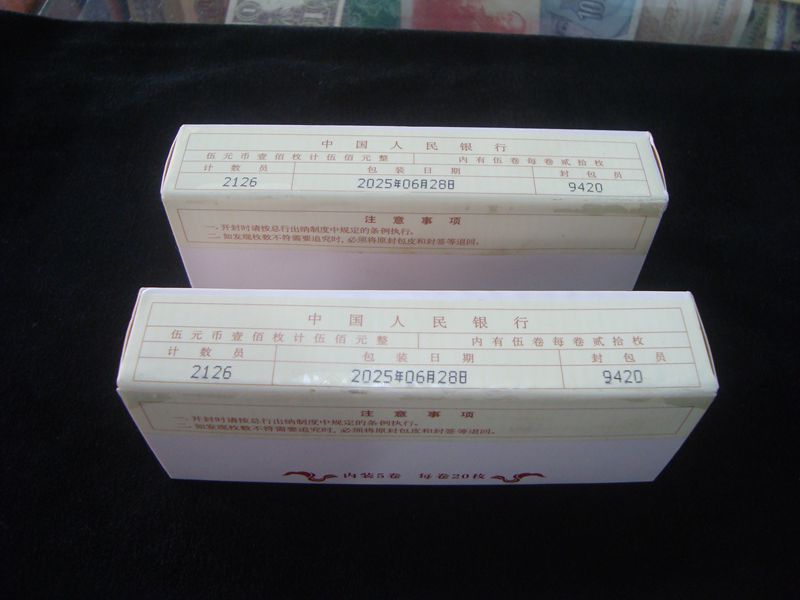 中国人民银行
伍元币壹佰枚计伍佰元整 内有伍卷每卷贰拾枚
计数员 包装日期 封包员
2126 2025年06月28日 9420
注意事项
一.开封时请按总行出纳制度中规定的条例执行。
二.如发现枚数不符需要追究时,必须将原封包皮和封签等退回。
中国人民银行
伍元币壹佰枚计伍佰元整 内有伍卷每卷贰拾枚
计数员 包装日期 封包员
2126 2025年06月28日 9420
注意事项
一.开封时请按总行出纳制度中规定的条例执行。
二.如发现枚数不符需要追究时,必须将原封包皮和封签等退回。
内装5卷 每卷20枚